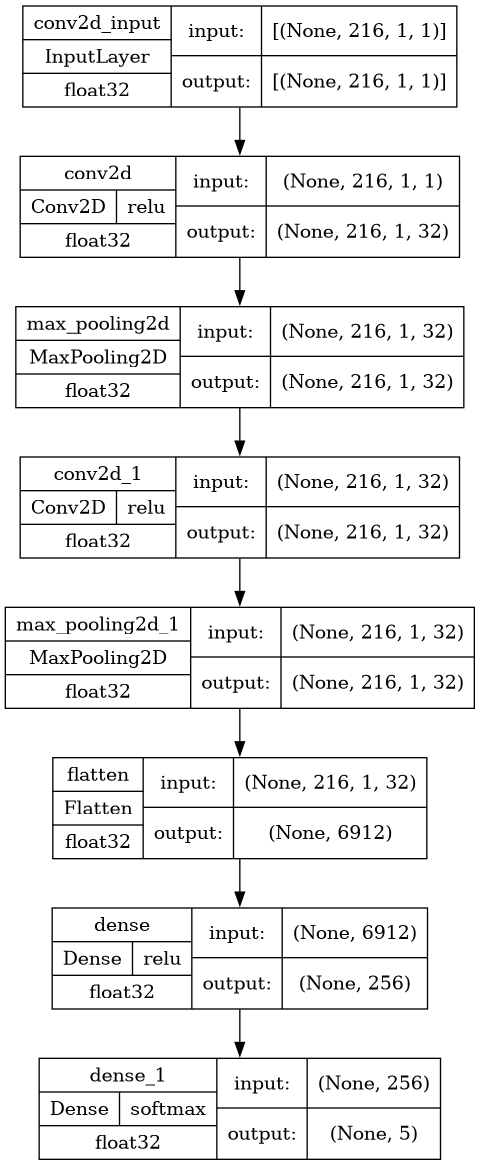 conv2d_input
InputLayer
float32
input:
[(None, 216, 1, 1)]
output:
[(None, 216, 1, 1)]
conv2d
Conv2D
relu
float32
input:
(None, 216, 1, 1)
output:
(None, 216, 1, 32)
max_pooling2d
MaxPooling2D
float32
input:
(None, 216, 1, 32)
output:
(None, 216, 1, 32)
conv2d_1
Conv2D
relu
float32
input:
(None, 216, 1, 32)
output:
(None, 216, 1, 32)
max_pooling2d_1
MaxPooling2D
float32
input:
(None, 216, 1, 32)
output:
(None, 216, 1, 32)
flatten
Flatten
float32
input:
(None, 216, 1, 32)
output:
(None, 6912)
dense
Dense
relu
float32
input:
(None, 6912)
output:
(None, 256)
dense_1
Dense
softmax
float32
input:
(None, 256)
output:
(None, 5)